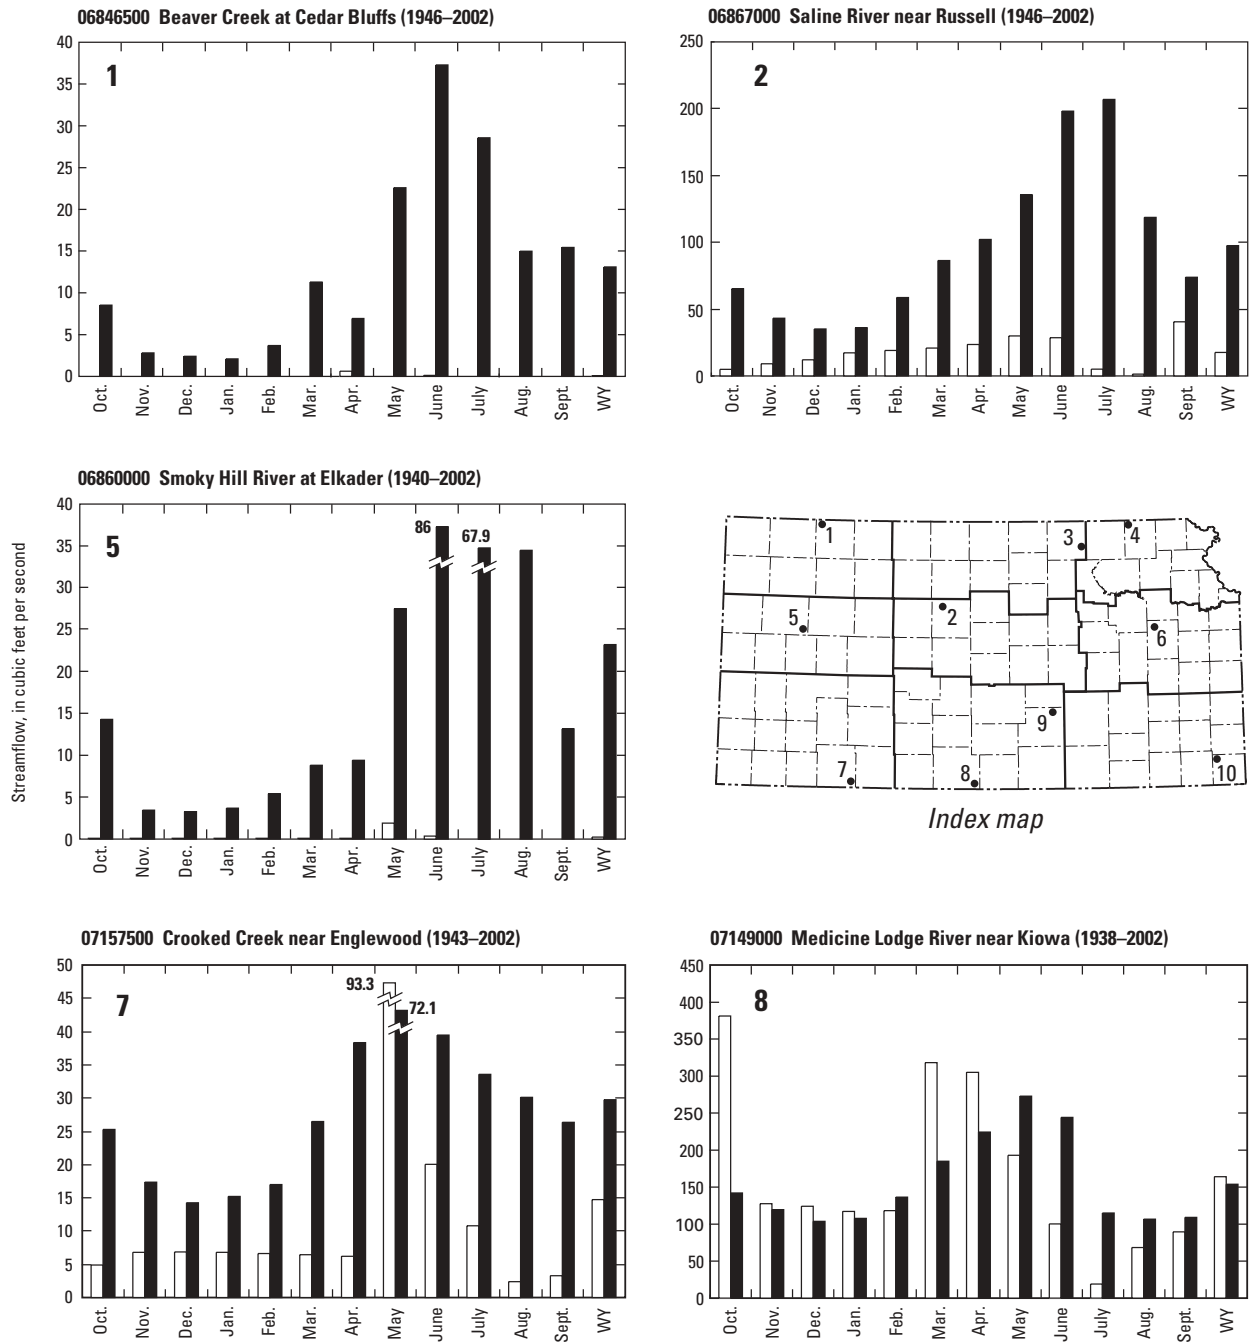 06846500 Beaver Creek at Cedar Bluffs (1946–2002)
40
35
30
25
20
15
10
5
0
1
Oct.
Nov.
Dec.
Jan.
Feb.
Mar.
Apr.
May
June
July
Aug.
Sept.
WY
06867000 Saline River near Russell (1946–2002)
250
200
150
100
50
0
2
Oct.
Nov.
Dec.
Jan.
Feb.
Mar.
Apr.
May
June
July
Aug.
Sept.
WY
Streamflow, in cubic feet per second
06860000 Smoky Hill River at Elkader (1940–2002)
40
35
30
25
20
15
10
5
0
5
86
67.9
Oct.
Nov.
Dec.
Jan.
Feb.
Mar.
Apr.
May
June
July
Aug.
Sept.
WY
1
3
4
5
2
6
9
7
8
10
Index map
07157500 Crooked Creek near Englewood (1943–2002)
50
45
40
35
30
25
20
15
10
5
0
7
93.3
72.1
Oct.
Nov.
Dec.
Jan.
Feb.
Mar.
Apr.
May
June
July
Aug.
Sept.
WY
07149000 Medicine Lodge River near Kiowa (1938–2002)
450
400
350
300
250
200
150
100
50
0
8
Oct.
Nov.
Dec.
Jan.
Feb.
Mar.
Apr.
May
June
July
Aug.
Sept.
WY